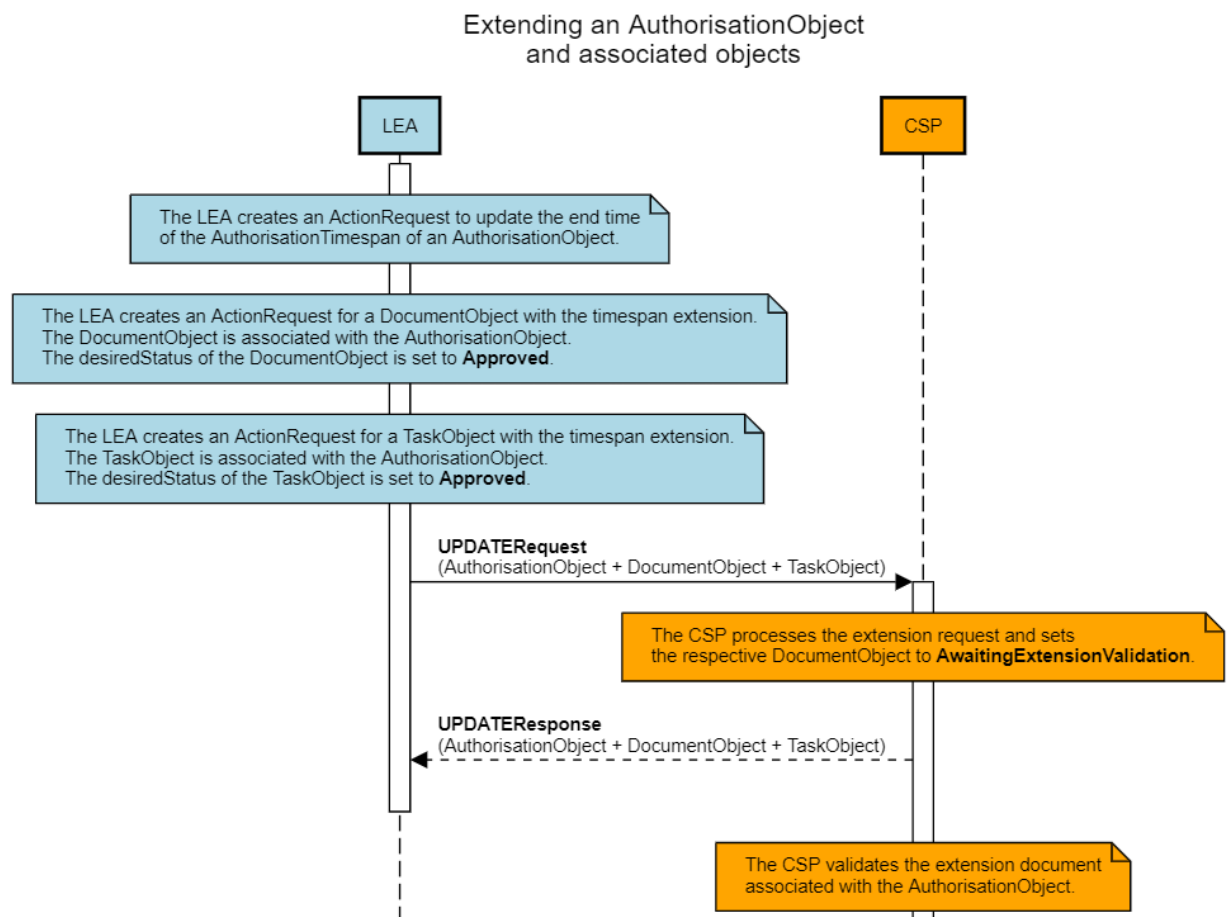 Extending an AuthorisationObject
and associated objects
LEA
CSP
The LEA creates an ActionRequest to update the end time
of the AuthorisationTimespan of an AuthorisationObject.
The LEA creates an ActionRequest for a DocumentObject with the timespan extension.
The DocumentObject is associated with the AuthorisationObject.
The desiredStatus of the DocumentObject is set to Approved.
The LEA creates an ActionRequest for a TaskObject with the timespan extension.
The TaskObject is associated with the AuthorisationObject.
The desiredStatus of the TaskObject is set to Approved.
UPDATERequest
(AuthorisationObject + DocumentObject + TaskObject)
The CSP processes the extension request and sets
the respective DocumentObject to AwaitingExtensionValidation.
UPDATEResponse
(AuthorisationObject + DocumentObject + TaskObject)
The CSP validates the extension document
associated with the AuthorisationObject.